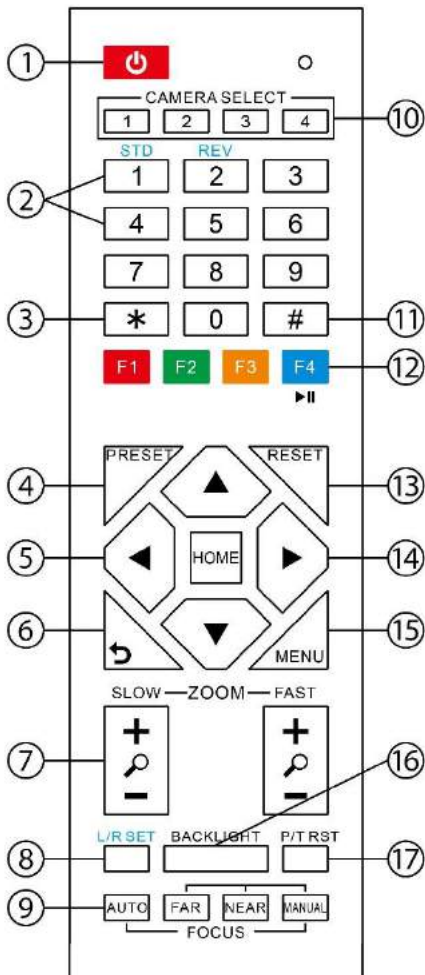 1
CAMERA SELECT
10
1 2 3 4
STD REV
2
1 2 3
4 5 6
7 8 9
3
* 0 #
11
F1 F2 F3 F4
12
PRESET RESET
4
13
5
HOME
14
6
15
MENU
SLOW ZOOM FAST
+ +
7
16
- -
L/R SET BACKLIGHT P/T RST
8
17
9
AUTO FAR NEAR MANUAL
FOCUS